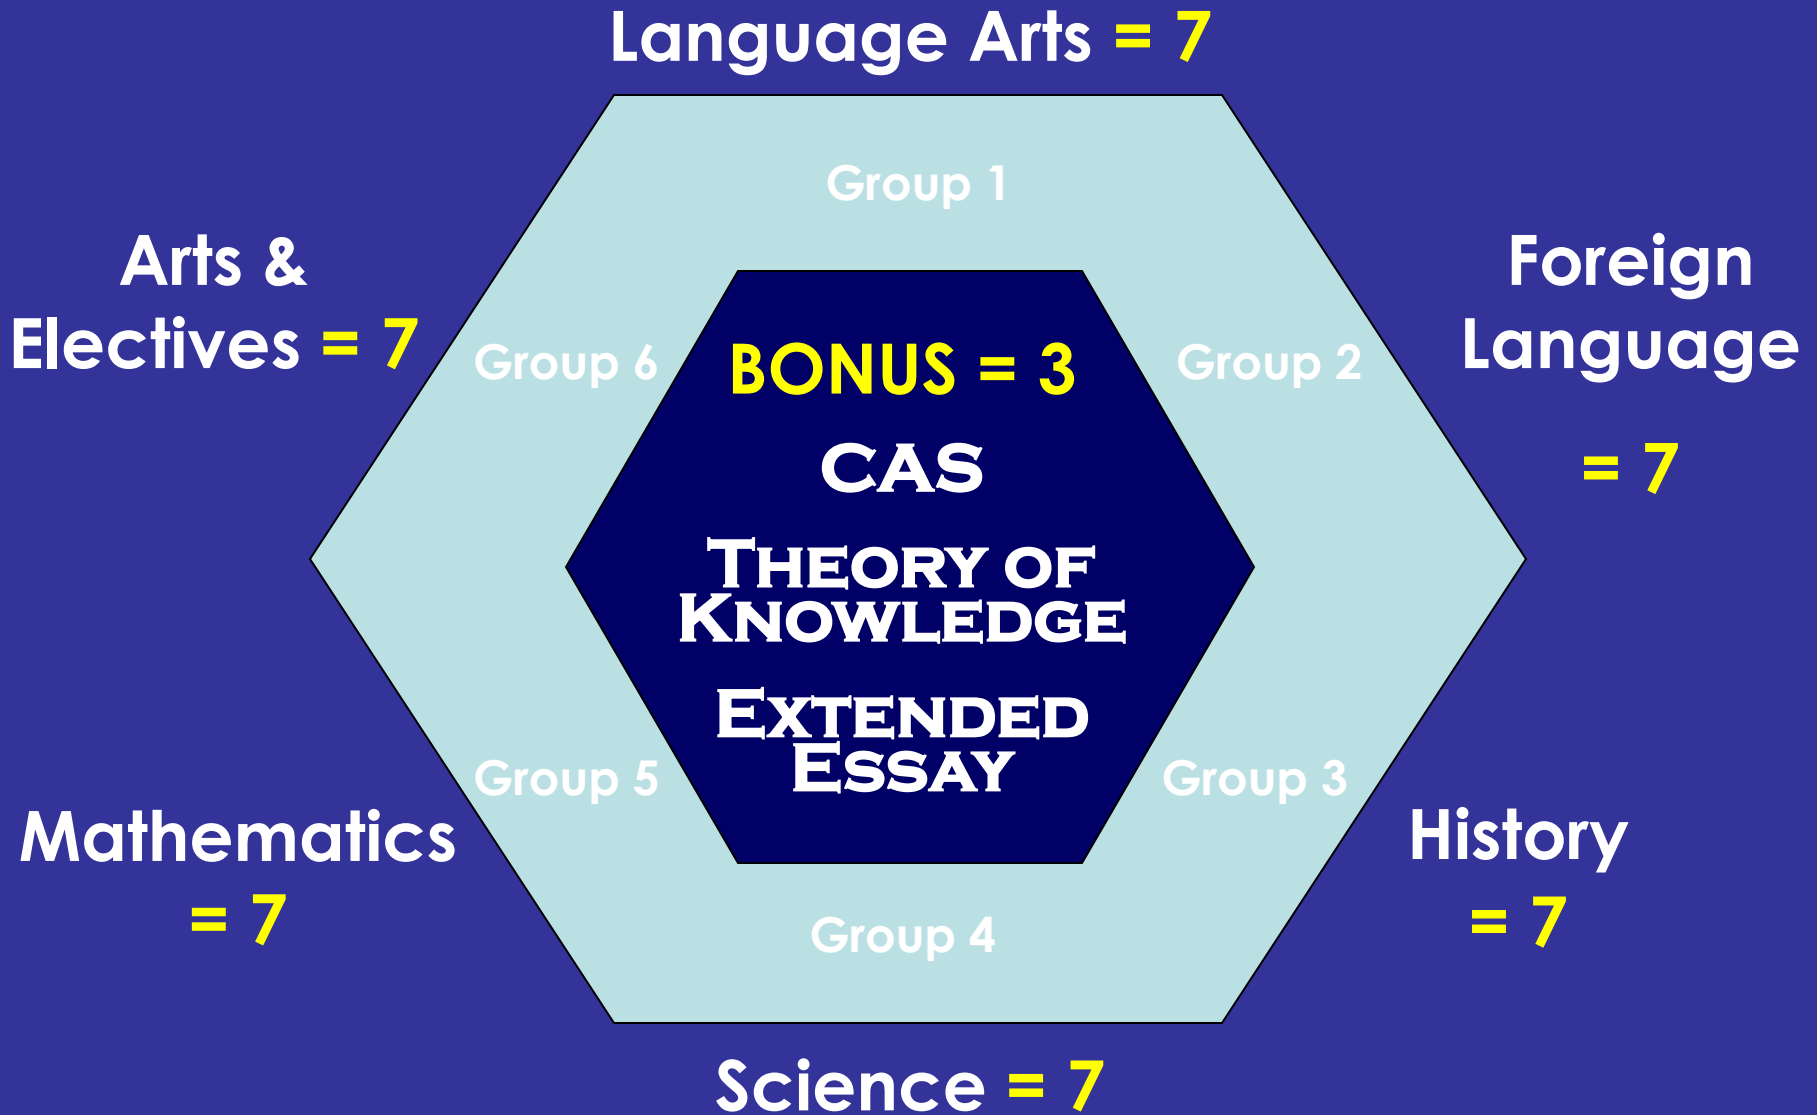 Language Arts = 7
Group 1
Arts &
Electives = 7
Group 6
BONUS = 3
Group 2
Foreign
Language
= 7
CAS
THEORY OF
KNOWLEDGE
EXTENDED
ESSAY
Group 5
Group 3
Mathematics
= 7
History
= 7
Group 4
Science = 7